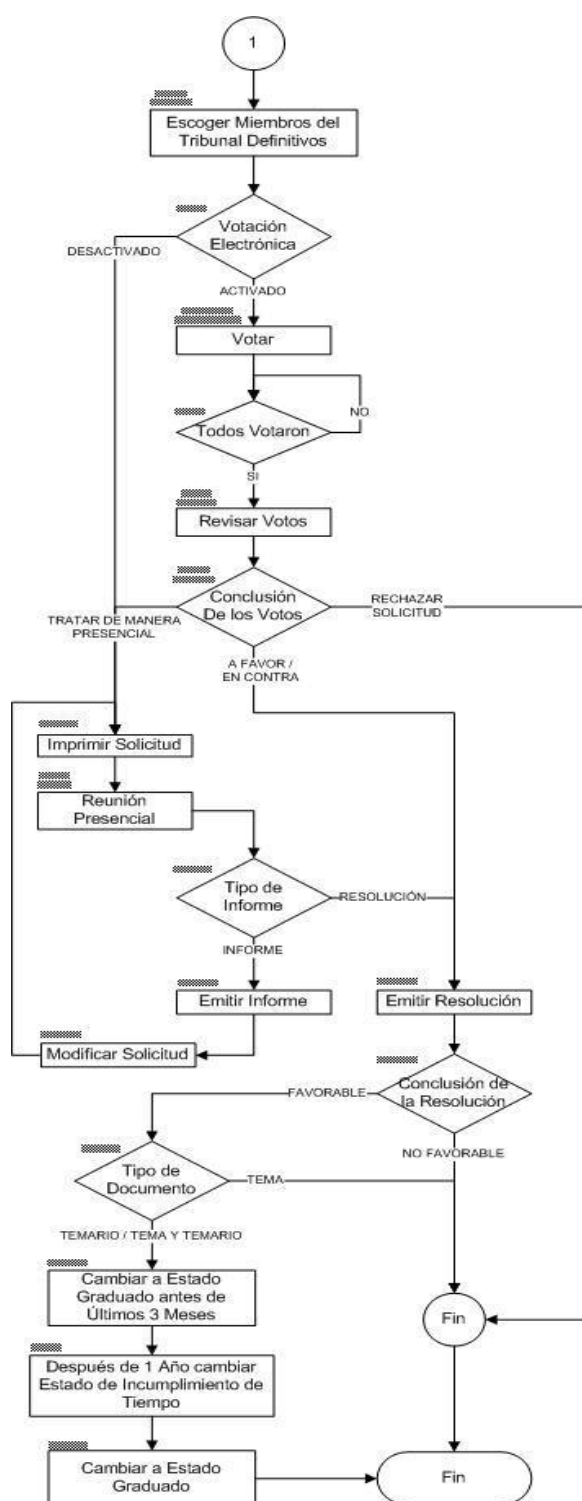 1
Escoger Miembros del
Tribunal Definitivos
Votación
Electrónica
DESACTIVADO
ACTIVADO
Votar
NO
Todos Votaron
SI
Revisar Votos
Conclusión
De los Votos
RECHAZAR
SOLICITUD
TRATAR DE MANERA
PRESENCIAL
A FAVOR /
EN CONTRA
Imprimir Solicitud
Reunión
Presencial
Tipo de
Informe
RESOLUCIÓN
INFORME
Emitir Informe
Emitir Resolución
Modificar Solicitud
Conclusión de
la Resolución
FAVORABLE
NO FAVORABLE
Tipo de
Documento
TEMA
TEMARIO / TEMA Y TEMARIO
Cambiar a Estado
Graduado antes de
Últimos 3 Meses
Fin
Después de 1 Año cambiar
Estado de Incumplimiento de
Tiempo
Cambiar a Estado
Graduado
Fin